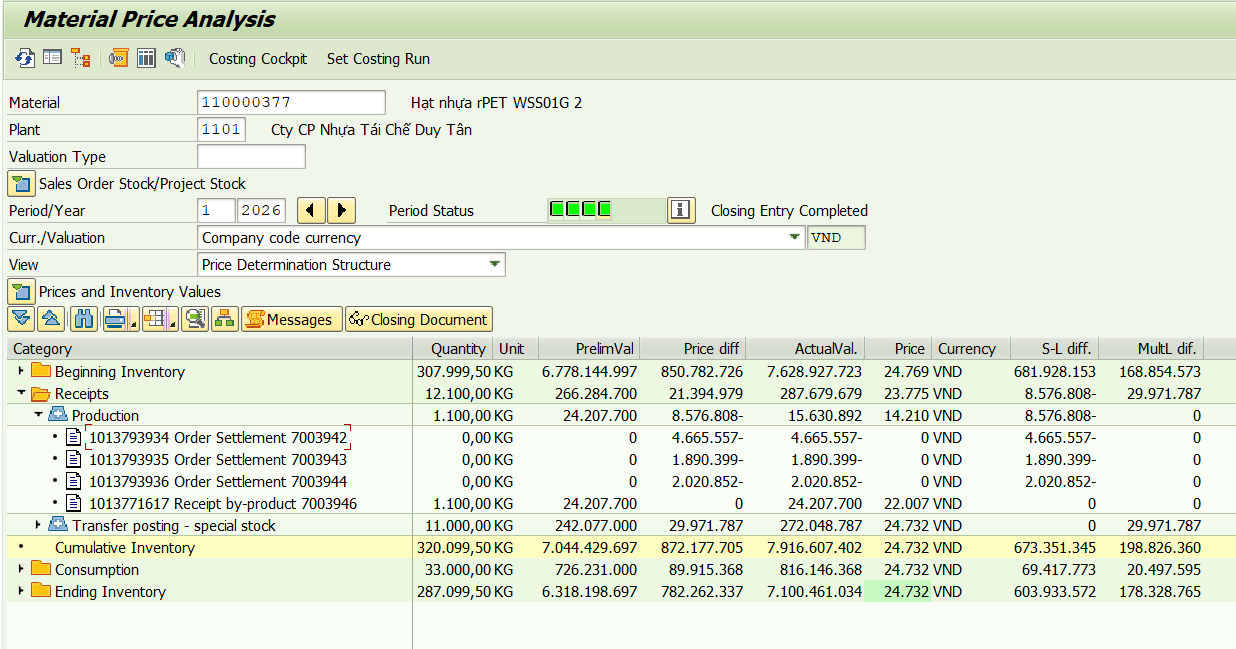 Material Price Analysis
Costing Cockpit Set Costing Run
Material 110000377 Hạt nhựa rPET WSS01G 2
Plant 1101 Cty CP Nhựa Tái Chế Duy Tân
Valuation Type
Sales Order Stock/Project Stock
Period/Year 1 2026 Period Status Closing Entry Completed
Curr./Valuation Company code currency VND
View Price Determination Structure
Prices and Inventory Values
Messages Closing Document
Category Quantity Unit PrelimVal Price diff ActualVal. Price Currency S-L diff. MultL dif.
Beginning Inventory 307.999,50 KG 6.778.144.997 850.782.726 7.628.927.723 24.769 VND 681.928.153 168.854.573
Receipts 12.100,00 KG 266.284.700 21.394.979 287.679.679 23.775 VND 8.576.808- 29.971.787
Production 1.100,00 KG 24.207.700 8.576.808- 15.630.892 14.210 VND 8.576.808- 0
1013793934 Order Settlement 7003942 0,00 KG 0 4.665.557- 4.665.557- 0 VND 4.665.557- 0
1013793935 Order Settlement 7003943 0,00 KG 0 1.890.399- 1.890.399- 0 VND 1.890.399- 0
1013793936 Order Settlement 7003944 0,00 KG 0 2.020.852- 2.020.852- 0 VND 2.020.852- 0
1013771617 Receipt by-product 7003946 1.100,00 KG 24.207.700 0 24.207.700 22.007 VND 0 0
Transfer posting - special stock 11.000,00 KG 242.077.000 29.971.787 272.048.787 24.732 VND 0 29.971.787
Cumulative Inventory 320.099,50 KG 7.044.429.697 872.177.705 7.916.607.402 24.732 VND 673.351.345 198.826.360
Consumption 33.000,00 KG 726.231.000 89.915.368 816.146.368 24.732 VND 69.417.773 20.497.595
Ending Inventory 287.099,50 KG 6.318.198.697 782.262.337 7.100.461.034 24.732 VND 603.933.572 178.328.765